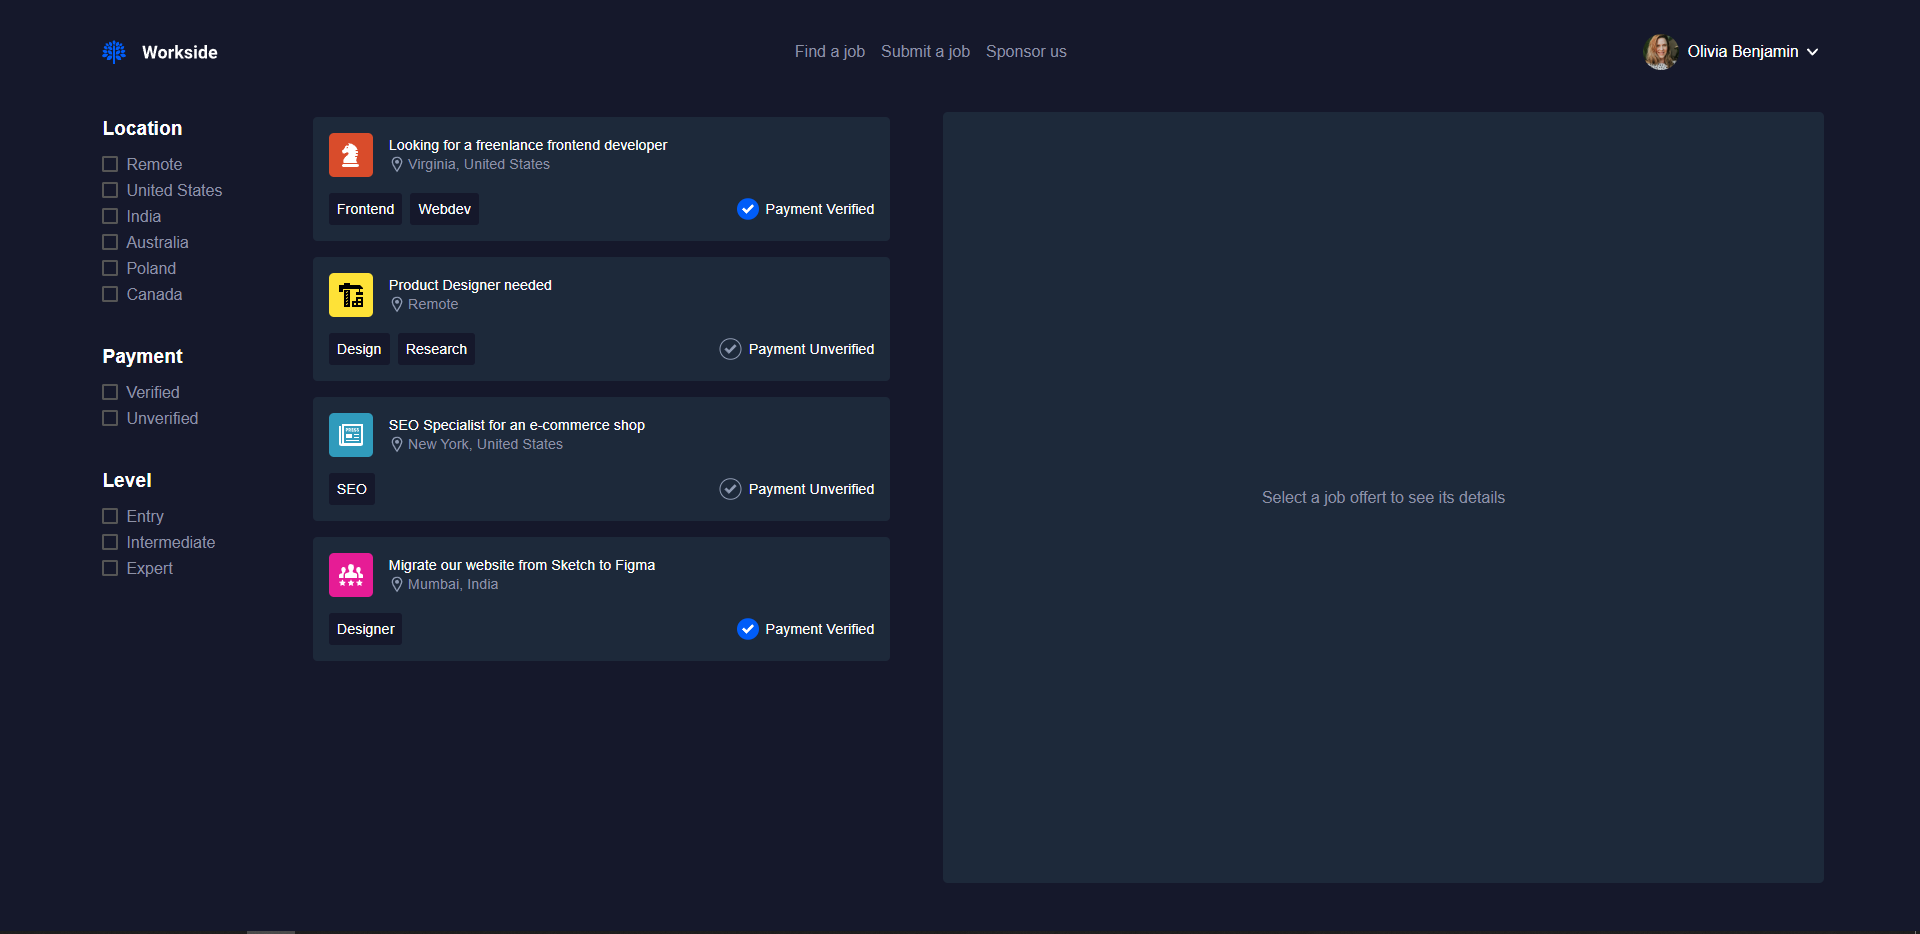 Workside
Find a job
Submit a job
Sponsor us
Olivia Benjamin
Location
Remote
United States
India
Australia
Poland
Canada
Payment
Verified
Unverified
Level
Entry
Intermediate
Expert
Looking for a freenlance frontend developer
Virginia, United States
Frontend
Webdev
Payment Verified
Product Designer needed
Remote
Design
Research
Payment Unverified
PRESS
SEO Specialist for an e-commerce shop
New York, United States
SEO
Payment Unverified
Migrate our website from Sketch to Figma
Mumbai, India
Designer
Payment Verified
Select a job offert to see its details